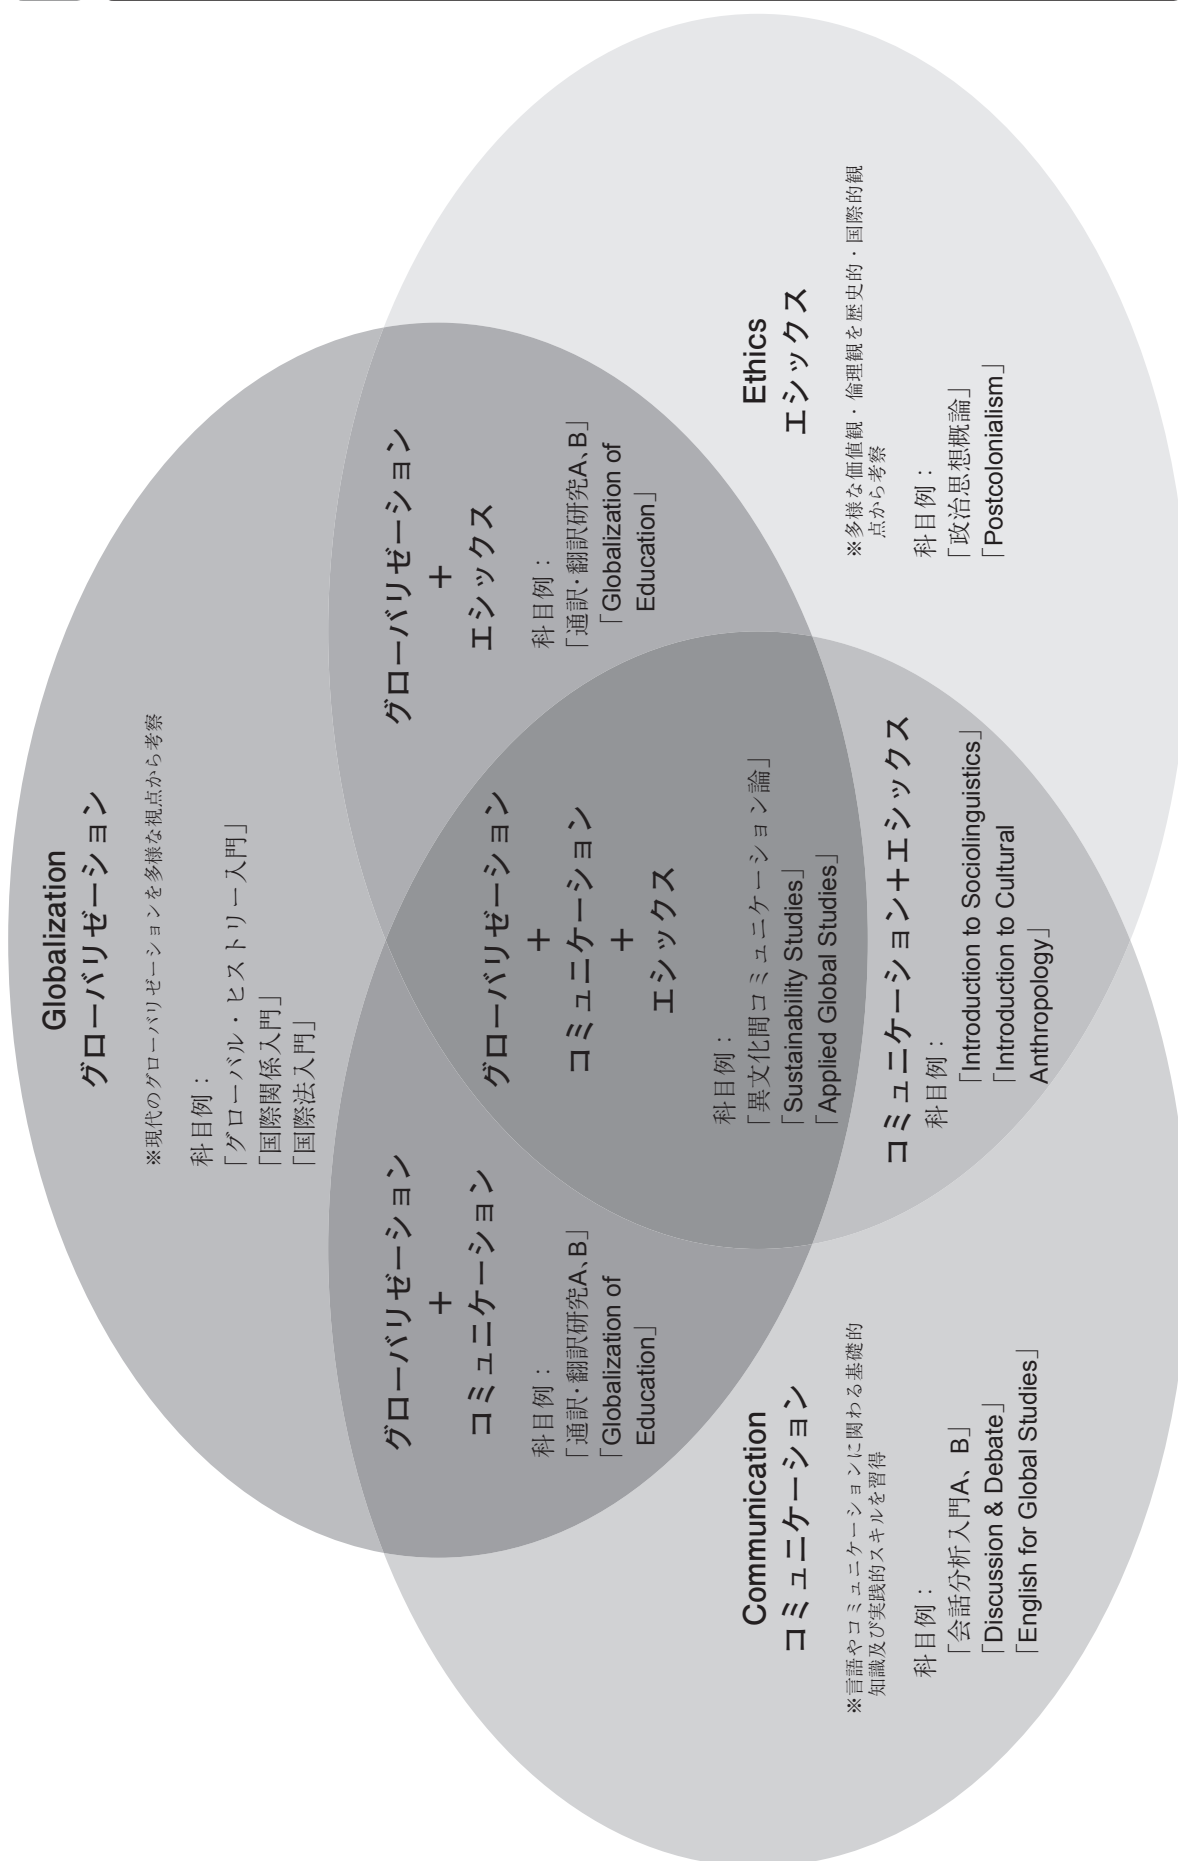 Globalization
グローバリゼーション
※現代のグローバリゼーションを多様な視点から考察
科目例：
「グローバル・ヒストリー入門」
「国際関係入門」
「国際法入門」
グローバリゼーション
＋
コミュニケーション
科目例：
「通訳・翻訳研究A、B」
「Globalization of
Education」
グローバリゼーション
＋
コミュニケーション
＋
エシックス
科目例：
「異文化間コミュニケーション論」
「Sustainability Studies」
「Applied Global Studies」
グローバリゼーション
＋
エシックス
科目例：
「通訳・翻訳研究A、B」
「Globalization of
Education」
Communication
コミュニケーション
※言語やコミュニケーションに関わる基礎的
知識及び実践的スキルを習得
科目例：
「会話分析入門A、B」
「Discussion & Debate」
「English for Global Studies」
コミュニケーション＋エシックス
科目例：
「Introduction to Sociolinguistics」
「Introduction to Cultural
Anthropology」
Ethics
エシックス
※多様な価値観・倫理観を歴史的・国際的観
点から考察
科目例：
「政治思想概論」
「Postcolonialism」